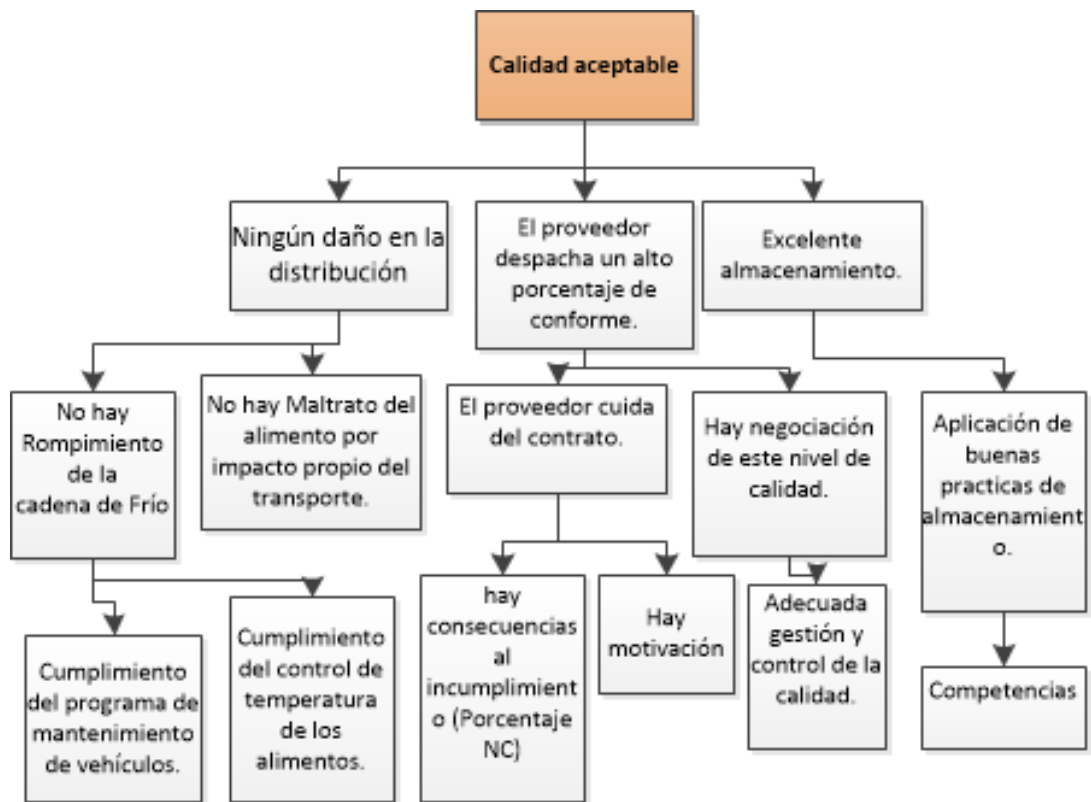 Calidad aceptable
Ningún daño en la
distribución
El proveedor
despacha un alto
porcentaje de
conforme.
Excelente
almacenamiento.
No hay
Rompimiento
de la
cadena de Frío
No hay Maltrato del
alimento por
impacto propio del
transporte.
El proveedor cuida
del contrato.
Hay negociación
de este nivel de
calidad.
Aplicación de
buenas
practicas de
almacenamient
o.
Cumplimiento
del programa de
mantenimiento
de vehículos.
Cumplimiento
del control de
temperatura
de los
alimentos.
hay
consecuencias
al
incumplimient
o (Porcentaje
NC)
Hay
motivación
Adecuada
gestión y
control de la
calidad.
Competencias